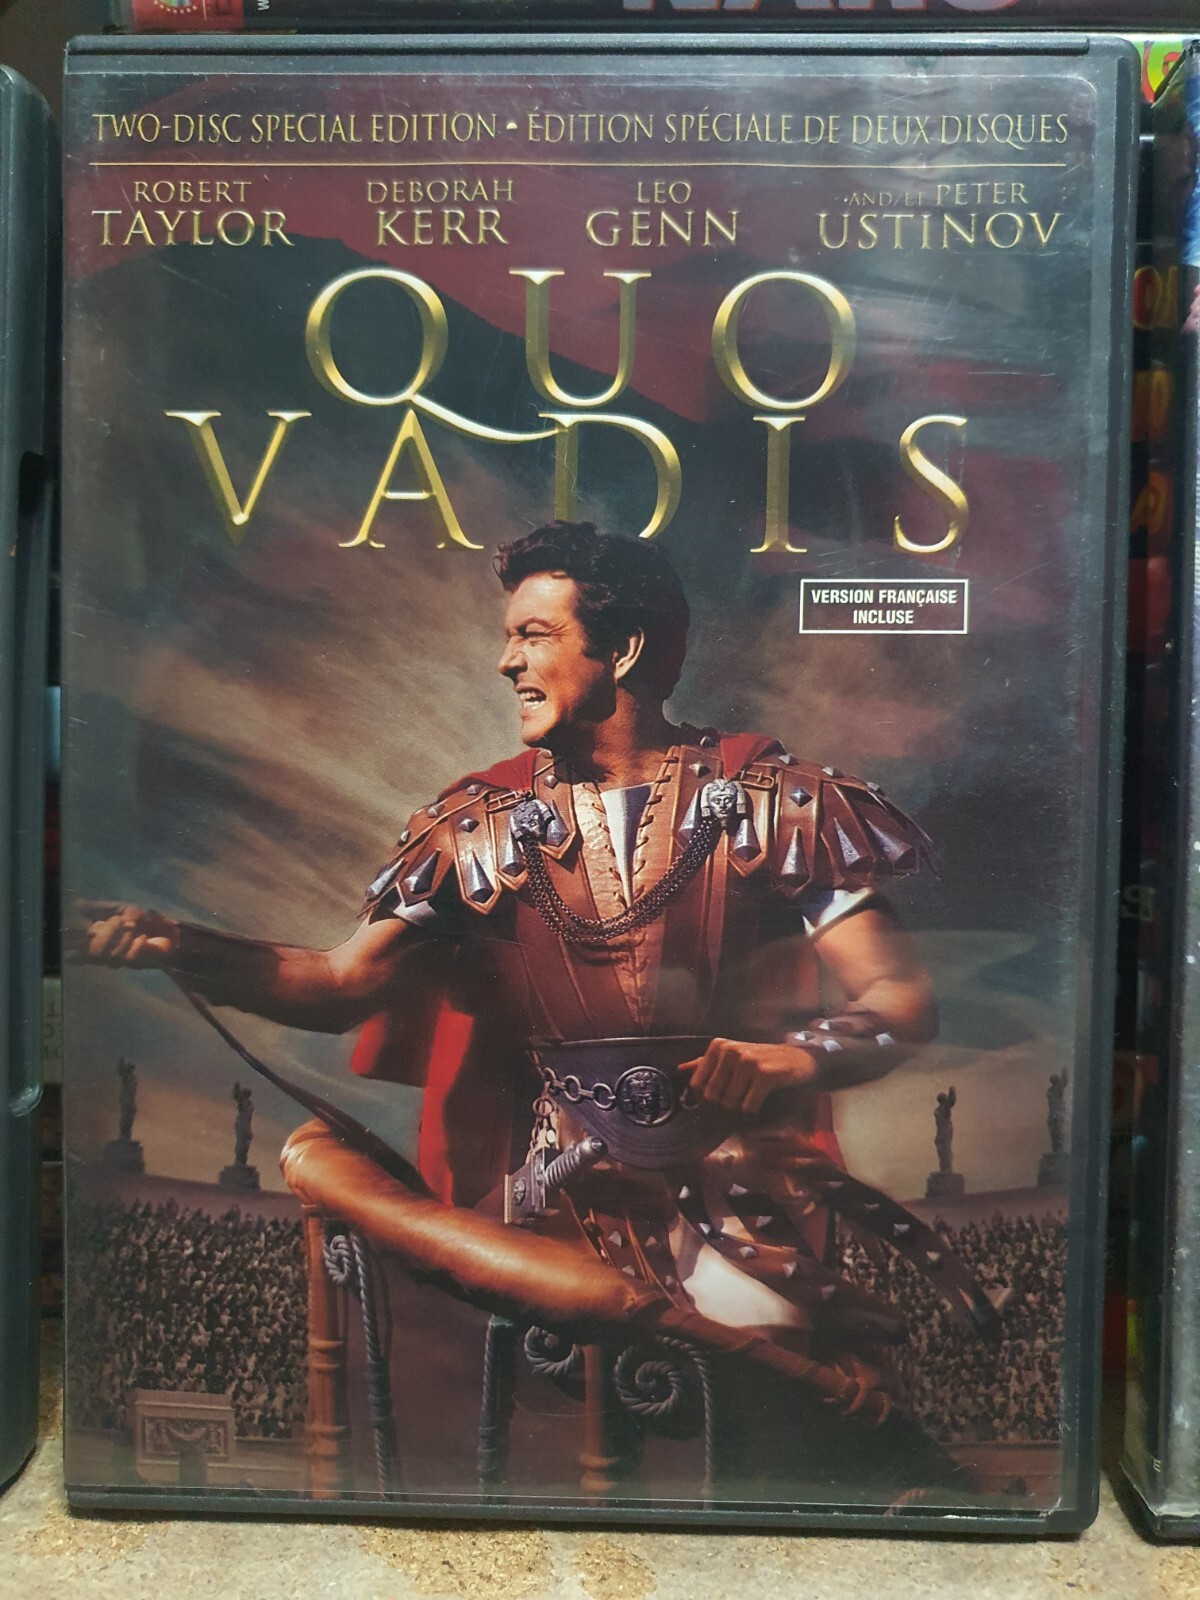 TWO-DISC SPECIAL EDITION • ÉDITION SPÉCIALE DE DEUX DISQUES
ROBERT TAYLOR
DEBORAH KERR
LEO GENN
AND/ET PETER USTINOV
QUO
VADIS
VERSION FRANÇAISE
INCLUSE